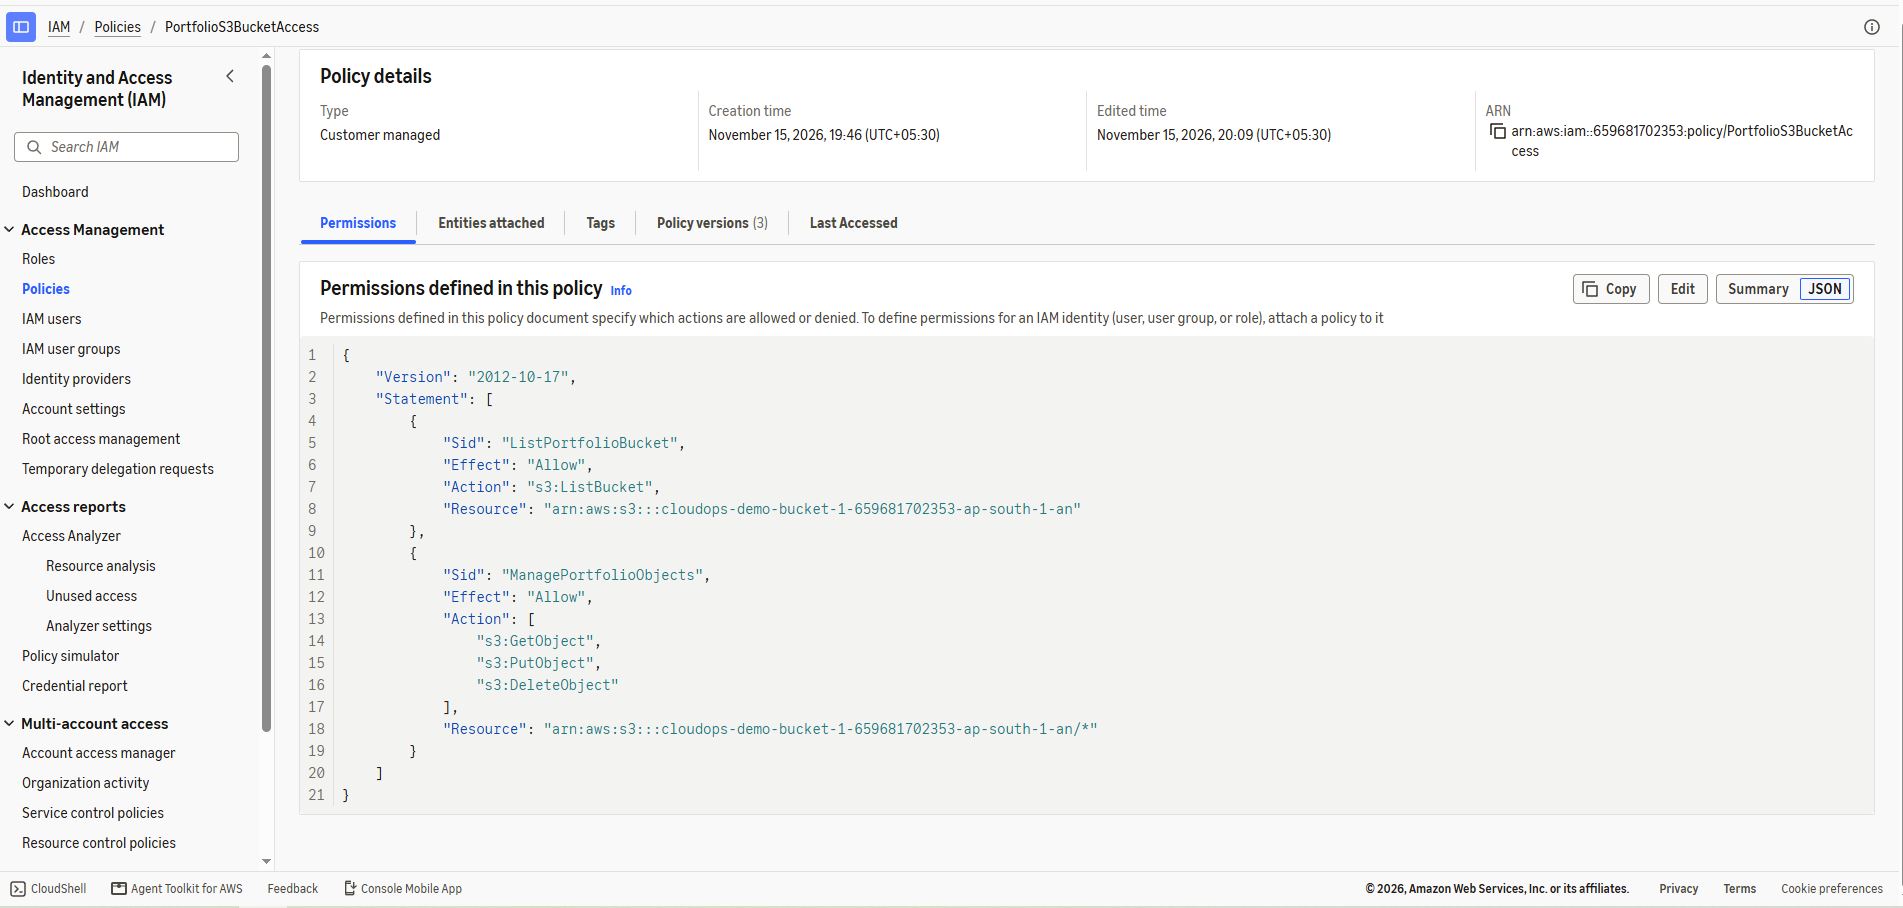 IAM / Policies / PortfolioS3BucketAccess
Identity and Access
Management (IAM)
Search IAM
Dashboard
Access Management
Roles
Policies
IAM users
IAM user groups
Identity providers
Account settings
Root access management
Temporary delegation requests
Access reports
Access Analyzer
Resource analysis
Unused access
Analyzer settings
Policy simulator
Credential report
Multi-account access
Account access manager
Organization activity
Service control policies
Resource control policies
Policy details
Type
Customer managed
Creation time
November 15, 2026, 19:46 (UTC+05:30)
Edited time
November 15, 2026, 20:09 (UTC+05:30)
ARN
arn:aws:iam::659681702353:policy/PortfolioS3BucketAc
cess
Permissions Entities attached Tags Policy versions (3) Last Accessed
Permissions defined in this policy Info
Copy Edit Summary JSON
Permissions defined in this policy document specify which actions are allowed or denied. To define permissions for an IAM identity (user, user group, or role), attach a policy to it
1 {
2 "Version": "2012-10-17",
3 "Statement": [
4 {
5 "Sid": "ListPortfolioBucket",
6 "Effect": "Allow",
7 "Action": "s3:ListBucket",
8 "Resource": "arn:aws:s3:::cloudops-demo-bucket-1-659681702353-ap-south-1-an"
9 },
10 {
11 "Sid": "ManagePortfolioObjects",
12 "Effect": "Allow",
13 "Action": [
14 "s3:GetObject",
15 "s3:PutObject",
16 "s3:DeleteObject"
17 ],
18 "Resource": "arn:aws:s3:::cloudops-demo-bucket-1-659681702353-ap-south-1-an/*"
19 }
20 ]
21 }
CloudShell Agent Toolkit for AWS Feedback Console Mobile App © 2026, Amazon Web Services, Inc. or its affiliates. Privacy Terms Cookie preferences